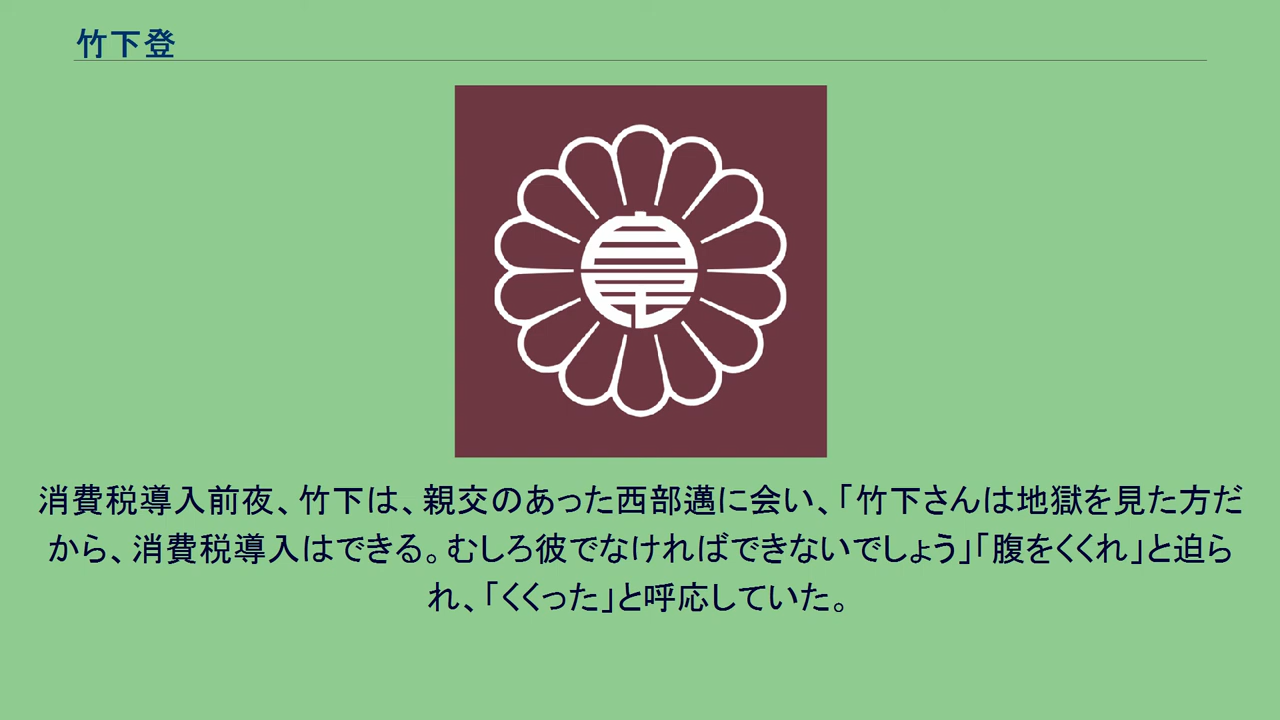 竹下登
消費税導入前夜、竹下は、親交のあった西部邁に会い、「竹下さんは地獄を見た方だ
から、消費税導入はできる。むしろ彼でなければできないでしょう」「腹をくくれ」と迫ら
れ、「くくった」と呼応していた。